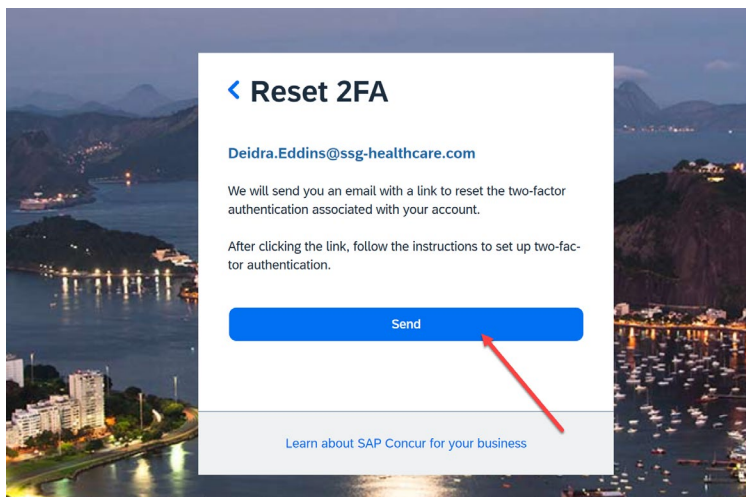 Reset 2FA
Deidra.Eddins@ssg-healthcare.com
We will send you an email with a link to reset the two-factor
authentication associated with your account.
After clicking the link, follow the instructions to set up two-fac-
tor authentication.
Send
Learn about SAP Concur for your business